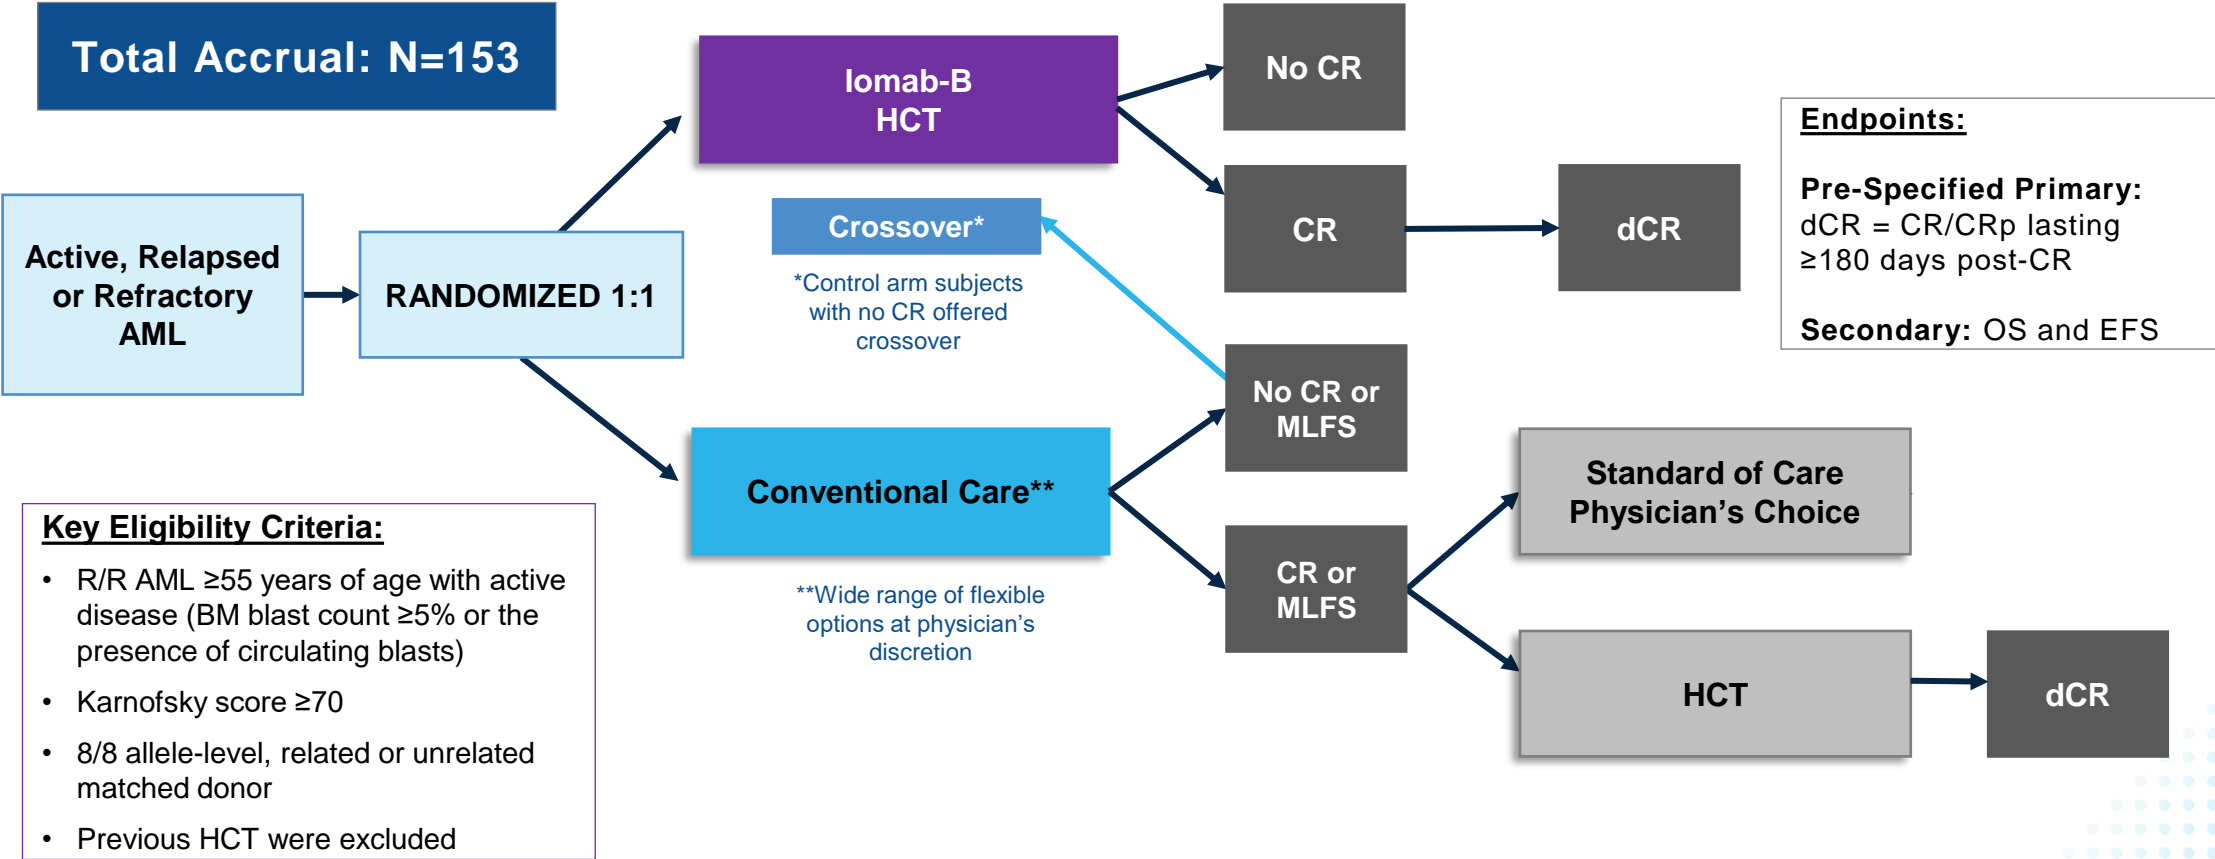 Total Accrual: N=153
Active, Relapsed
or Refractory
AML
RANDOMIZED 1:1
Iomab-B
HCT
No CR
CR
dCR
Crossover*
*Control arm subjects
with no CR offered
crossover
Endpoints:
Pre-Specified Primary:
dCR = CR/CRp lasting
≥180 days post-CR
Secondary: OS and EFS
Conventional Care**
**Wide range of flexible
options at physician's
discretion
No CR or
MLFS
CR or
MLFS
Standard of Care
Physician's Choice
HCT
dCR
Key Eligibility Criteria:
• R/R AML ≥55 years of age with active
disease (BM blast count ≥5% or the
presence of circulating blasts)
• Karnofsky score ≥70
• 8/8 allele-level, related or unrelated
matched donor
• Previous HCT were excluded